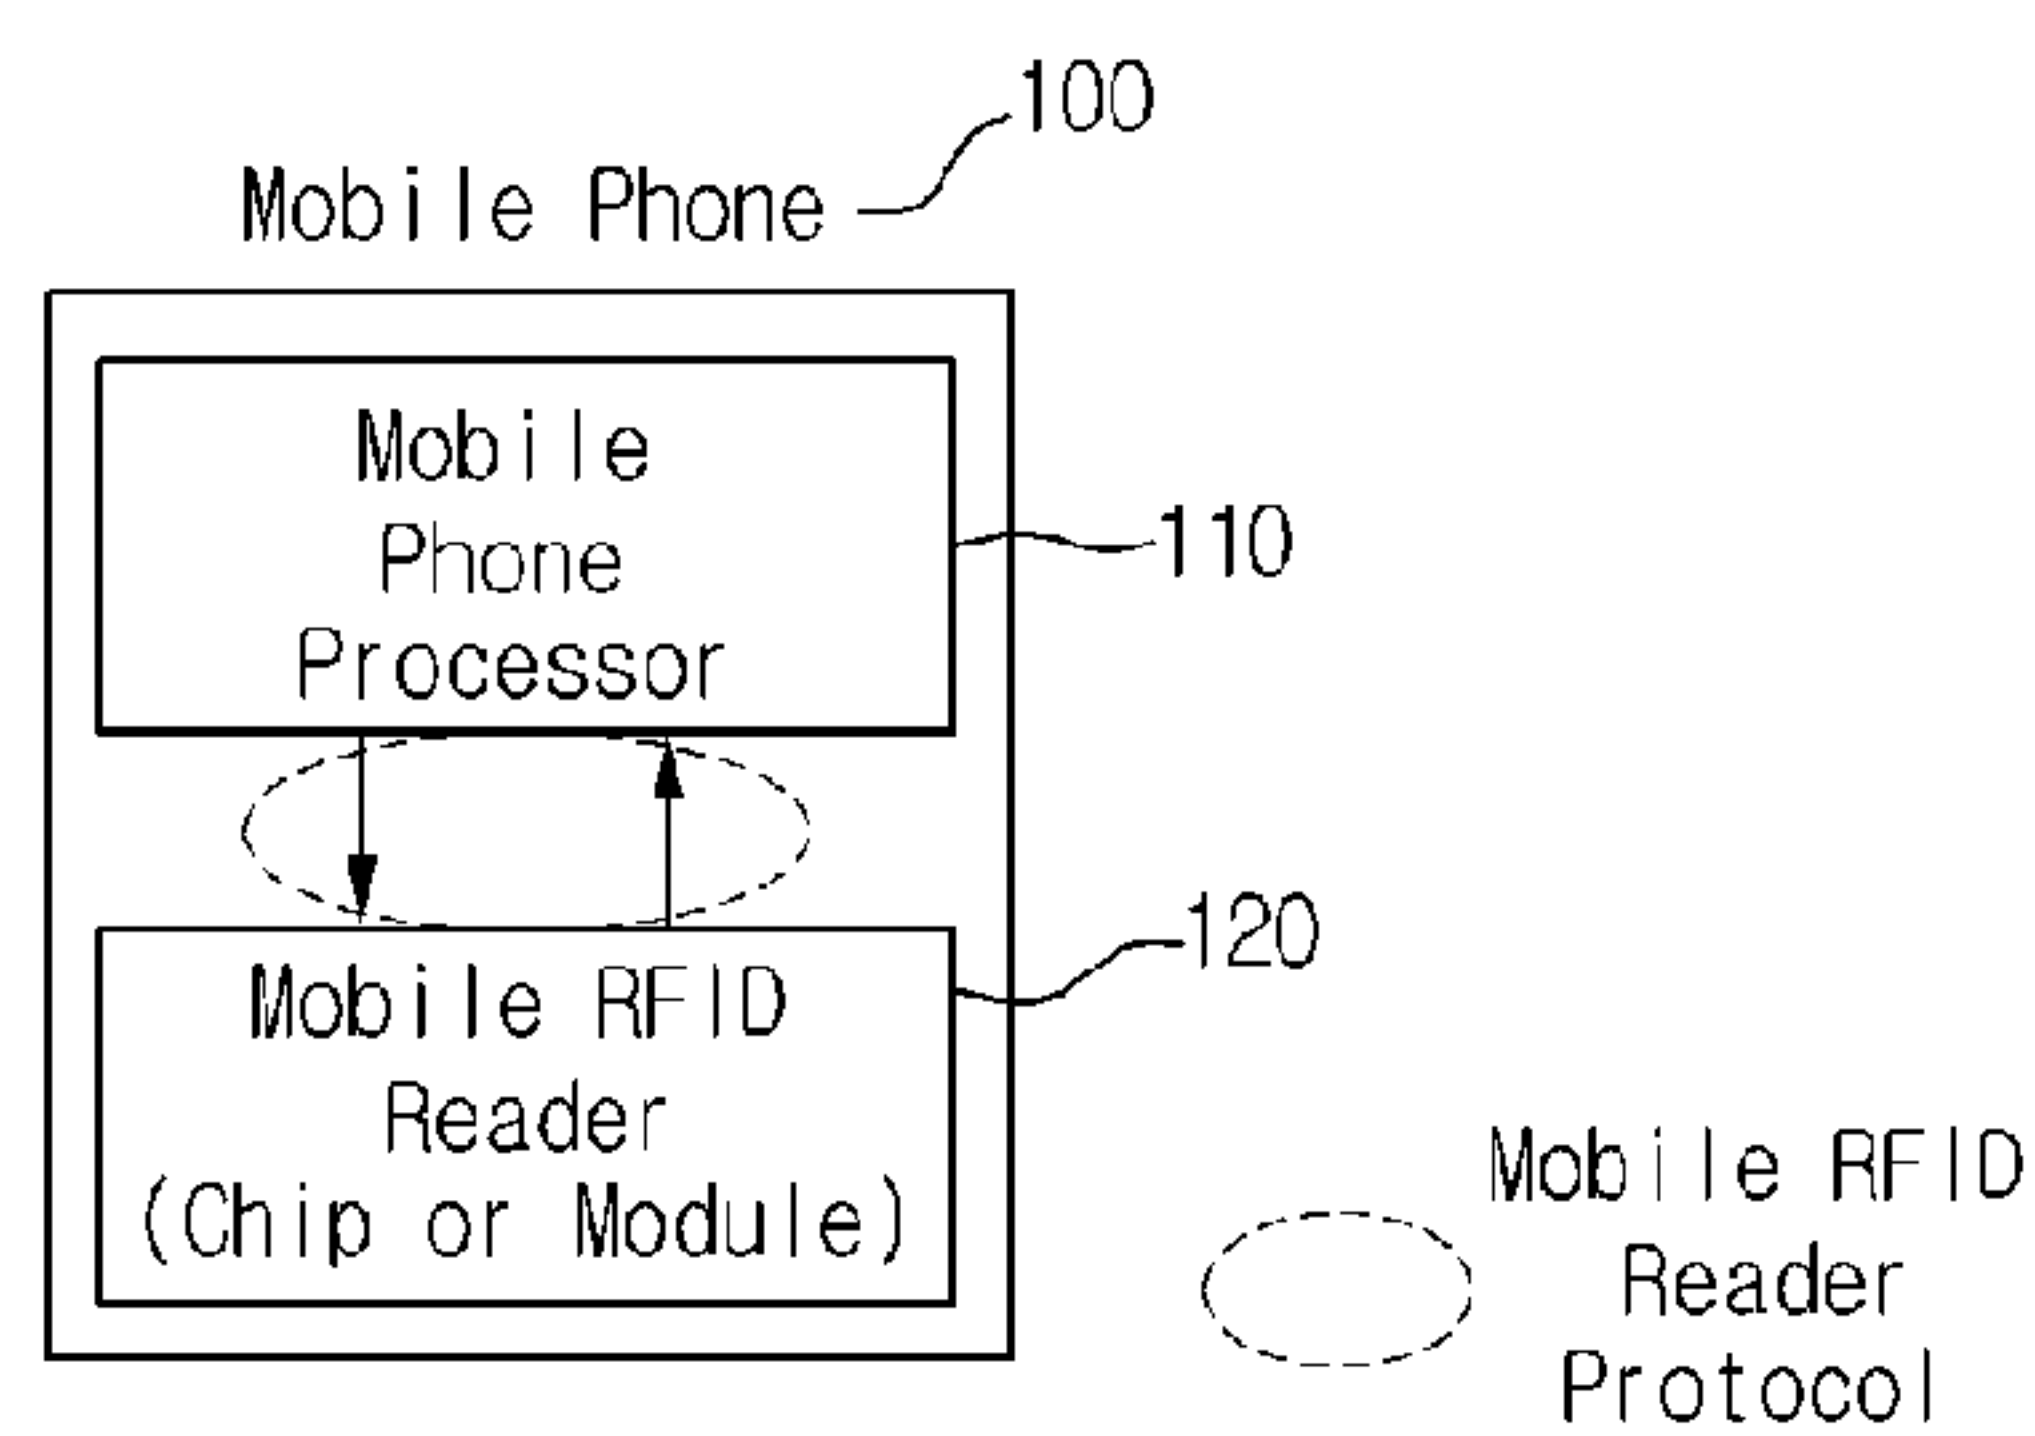 100
Mobile Phone
Mobile
Phone
Processor
110
120
Mobile RFID
Reader
(Chip or Module)
Mobile RFID
Reader
Protocol